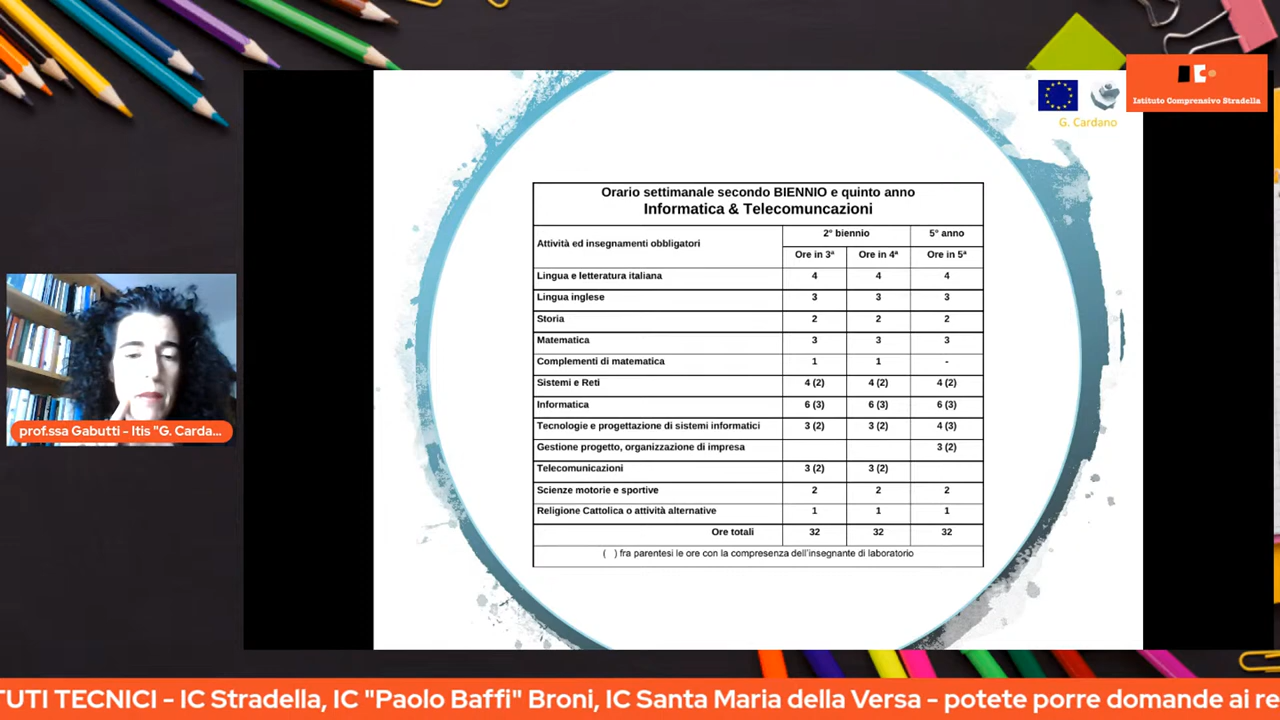 Istituto Comprensivo Stradella
G. Cardano
Orario settimanale secondo BIENNIO e quinto anno
Informatica & Telecomuncazioni
Attività ed insegnamenti obbligatori 2° biennio 5° anno
Ore in 3ª Ore in 4ª Ore in 5ª
Lingua e letteratura italiana 4 4 4
Lingua inglese 3 3 3
Storia 2 2 2
Matematica 3 3 3
Complementi di matematica 1 1 -
Sistemi e Reti 4 (2) 4 (2) 4 (2)
Informatica 6 (3) 6 (3) 6 (3)
Tecnologie e progettazione di sistemi informatici 3 (2) 3 (2) 4 (3)
Gestione progetto, organizzazione di impresa 3 (2)
Telecomunicazioni 3 (2) 3 (2)
Scienze motorie e sportive 2 2 2
Religione Cattolica o attività alternative 1 1 1
Ore totali 32 32 32
( ) fra parentesi le ore con la compresenza dell'insegnante di laboratorio
prof.ssa Gabutti - Itis "G. Carda...
TUTI TECNICI - IC Stradella, IC "Paolo Baffi" Broni, IC Santa Maria della Versa - potete porre domande ai re